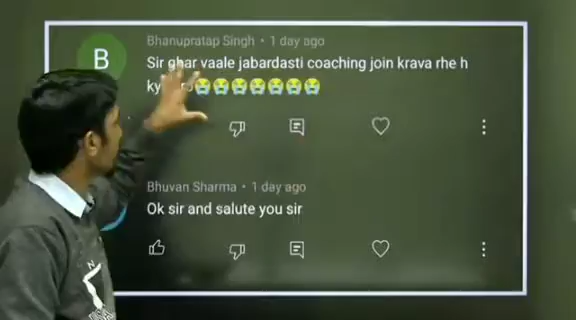 B
Bhanupratap Singh • 1 day ago
Sir ghar vaale jabardasti coaching join krava rhe h
😭😭😭😭😭😭😭
Bhuvan Sharma • 1 day ago
Ok sir and salute you sir